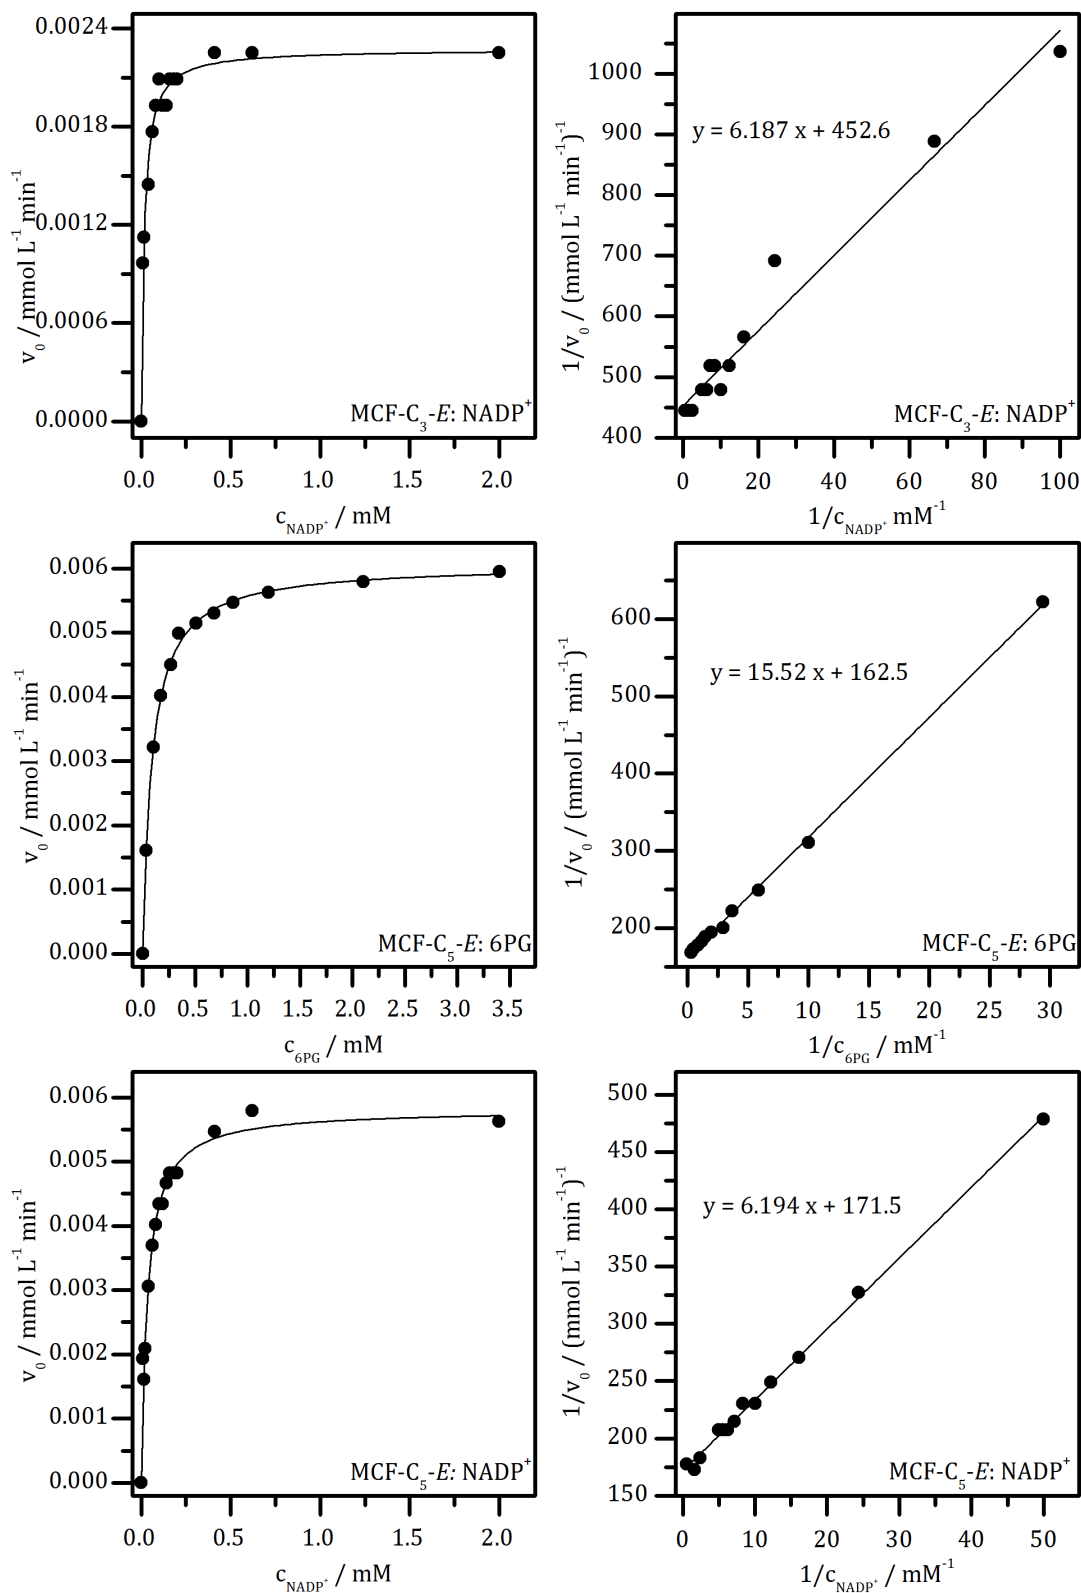 0.0024
0.0018
0.0012
0.0006
0.0000
v₀ / mmol L⁻¹ min⁻¹
MCF-C₃-E: NADP⁺
0.0 0.5 1.0 1.5 2.0
c NADP⁺ / mM
1000
900
800
700
600
500
400
1/v₀ / (mmol L⁻¹ min⁻¹)⁻¹
y = 6.187 x + 452.6
MCF-C₃-E: NADP⁺
0 20 40 60 80 100
1/c NADP⁺ mM⁻¹
0.006
0.005
0.004
0.003
0.002
0.001
0.000
v₀ / mmol L⁻¹ min⁻¹
MCF-C₅-E: 6PG
0.0 0.5 1.0 1.5 2.0 2.5 3.0 3.5
c 6PG / mM
600
500
400
300
200
1/v₀ / (mmol L⁻¹ min⁻¹)⁻¹
y = 15.52 x + 162.5
MCF-C₅-E: 6PG
0 5 10 15 20 25 30
1/c 6PG / mM⁻¹
0.006
0.005
0.004
0.003
0.002
0.001
0.000
v₀ / mmol L⁻¹ min⁻¹
MCF-C₅-E: NADP⁺
0.0 0.5 1.0 1.5 2.0
c NADP⁺ / mM
500
450
400
350
300
250
200
150
1/v₀ / (mmol L⁻¹ min⁻¹)⁻¹
y = 6.194 x + 171.5
MCF-C₅-E: NADP⁺
0 10 20 30 40 50
1/c NADP⁺ / mM⁻¹